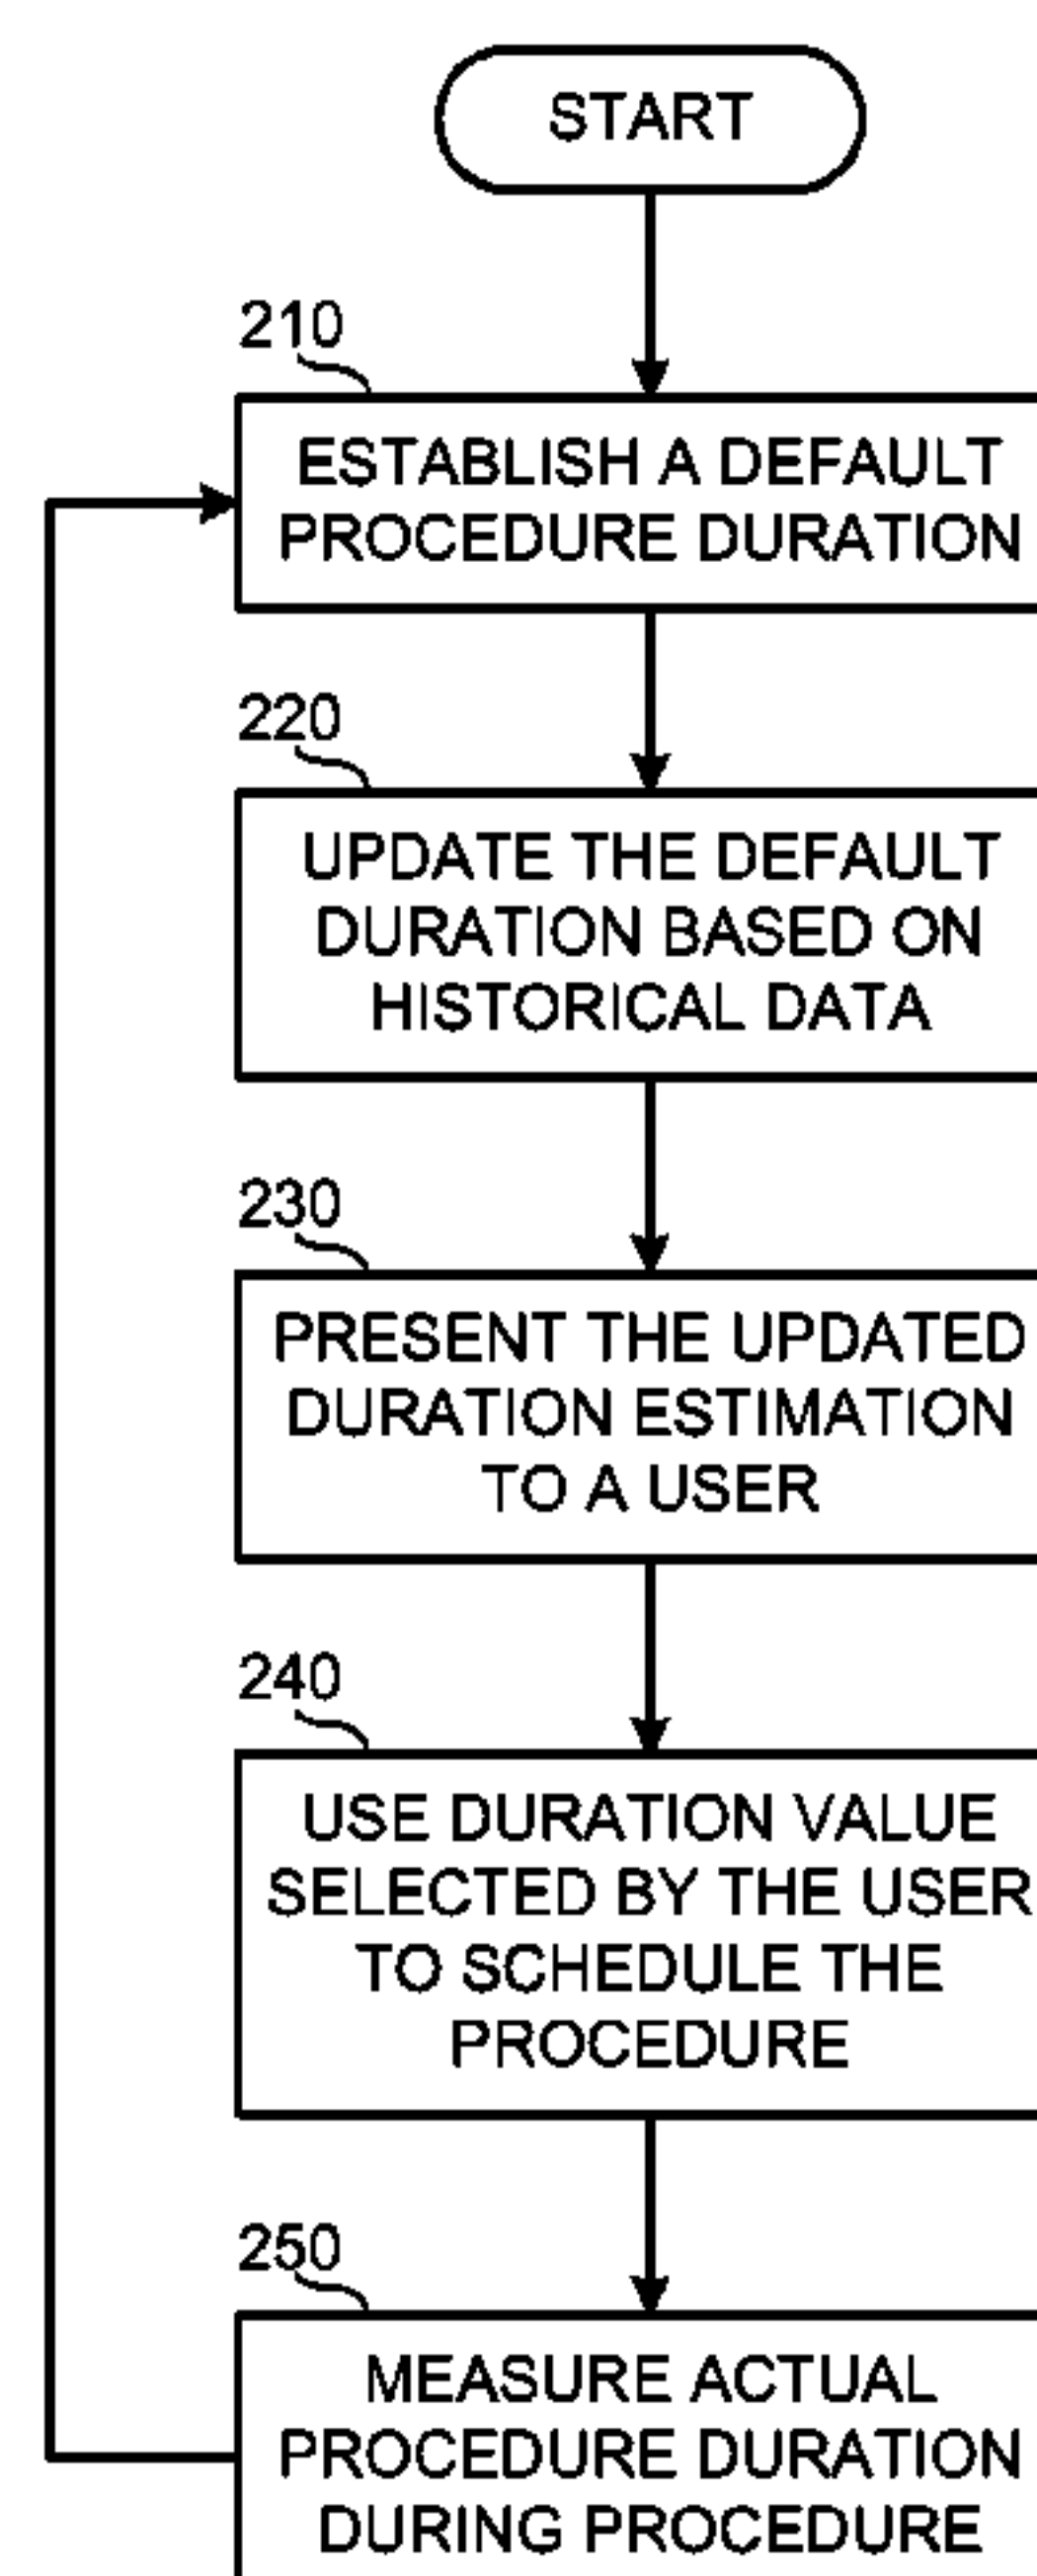 START
210
ESTABLISH A DEFAULT
PROCEDURE DURATION
220
UPDATE THE DEFAULT
DURATION BASED ON
HISTORICAL DATA
230
PRESENT THE UPDATED
DURATION ESTIMATION
TO A USER
240
USE DURATION VALUE
SELECTED BY THE USER
TO SCHEDULE THE
PROCEDURE
250
MEASURE ACTUAL
PROCEDURE DURATION
DURING PROCEDURE